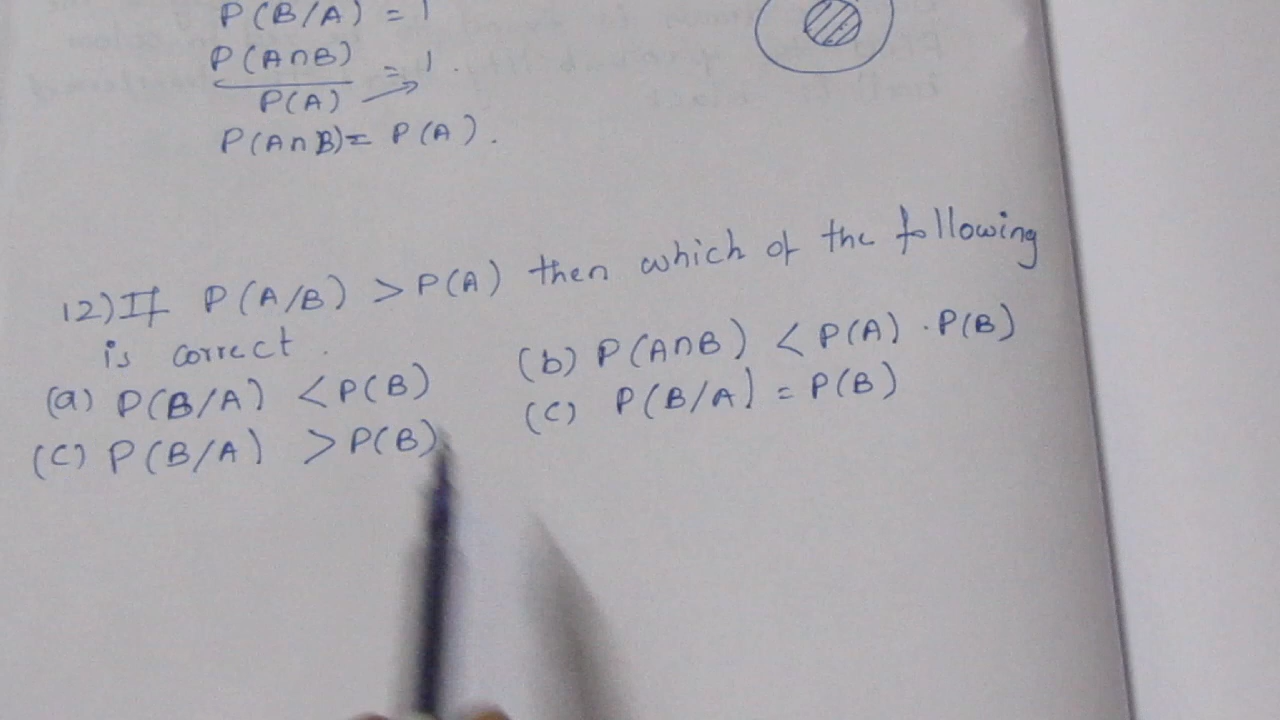 P(B/A) = 1
P(A∩B)
P(A)
= 1.
P(A∩B) = P(A).
12) If P(A/B) > P(A) then which of the following
is correct.
(a) P(B/A) < P(B) (b) P(A∩B) < P(A) . P(B)
(c) P(B/A) > P(B) (c) P(B/A) = P(B)